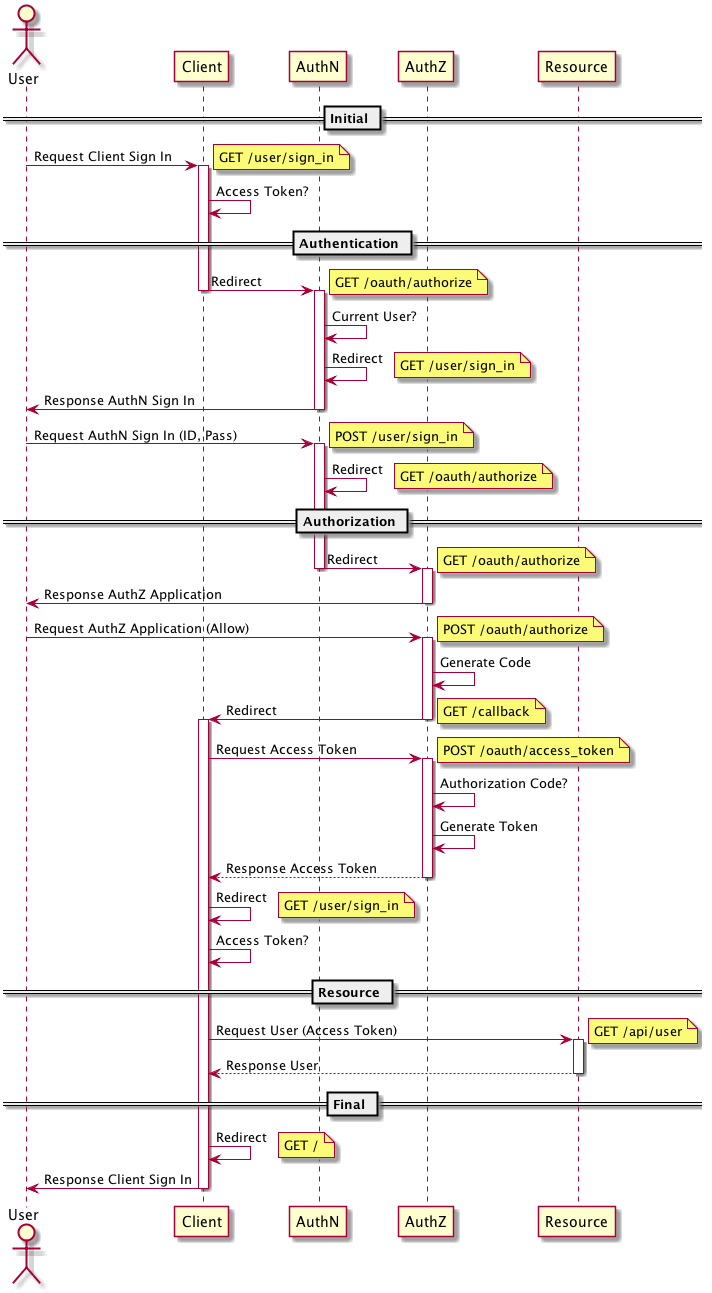 User
Client
AuthN
AuthZ
Resource
Initial
Request Client Sign In
GET /user/sign_in
Access Token?
Authentication
Redirect
GET /oauth/authorize
Current User?
Redirect
GET /user/sign_in
Response AuthN Sign In
Request AuthN Sign In (ID, Pass)
POST /user/sign_in
Redirect
GET /oauth/authorize
Authorization
Redirect
GET /oauth/authorize
Response AuthZ Application
Request AuthZ Application (Allow)
POST /oauth/authorize
Generate Code
Redirect
GET /callback
Request Access Token
POST /oauth/access_token
Authorization Code?
Generate Token
Response Access Token
Redirect
GET /user/sign_in
Access Token?
Resource
Request User (Access Token)
GET /api/user
Response User
Final
Redirect
GET /
Response Client Sign In
User
Client
AuthN
AuthZ
Resource